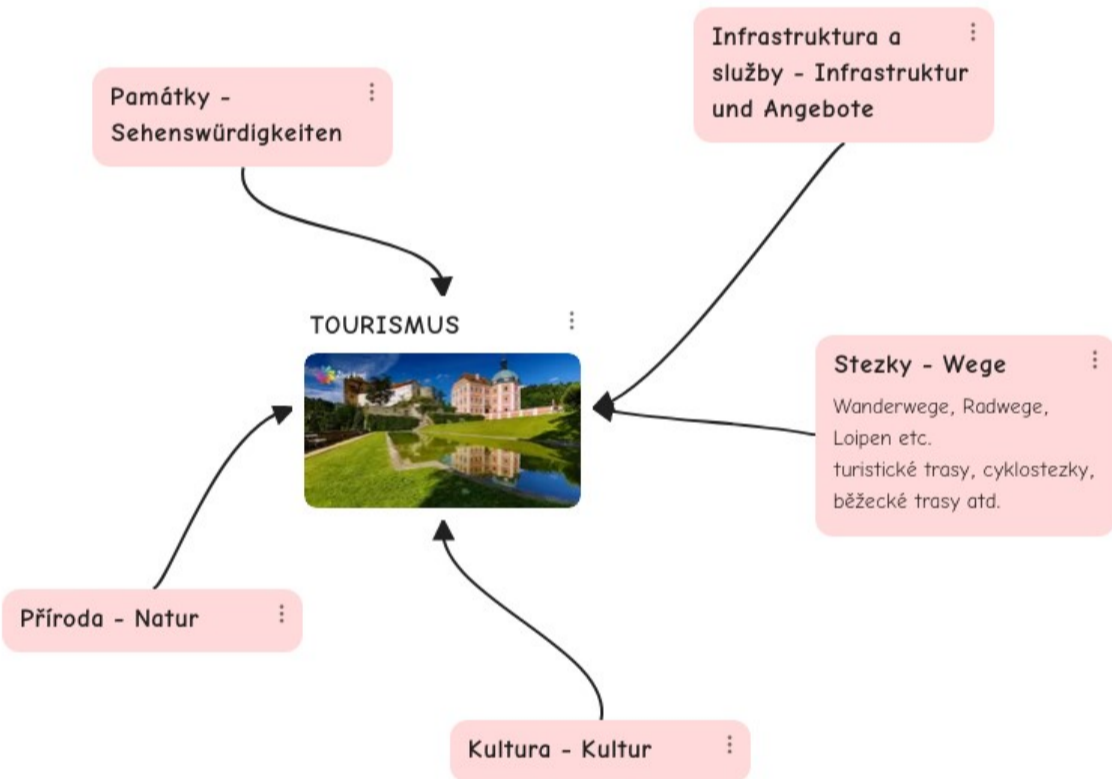 Infrastruktura a
služby - Infrastruktur
und Angebote
Památky -
Sehenswürdigkeiten
TOURISMUS
Stezky - Wege
Wanderwege, Radwege,
Loipen etc.
turistické trasy, cyklostezky,
běžecké trasy atd.
Příroda - Natur
Kultura - Kultur